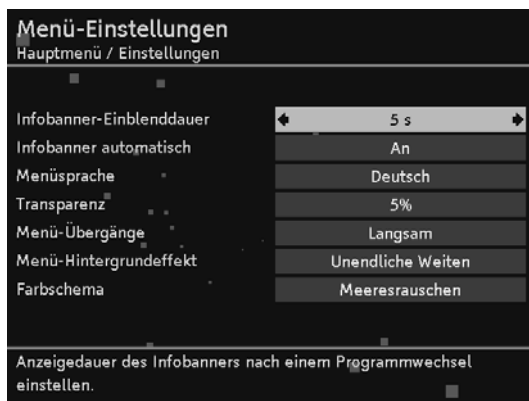 Menü-Einstellungen
Hauptmenü / Einstellungen
Infobanner-Einblenddauer 5 s
Infobanner automatisch An
Menüsprache Deutsch
Transparenz 5%
Menü-Übergänge Langsam
Menü-Hintergrundeffekt Unendliche Weiten
Farbschema Meeresrauschen
Anzeigedauer des Infobanners nach einem Programmwechsel
einstellen.